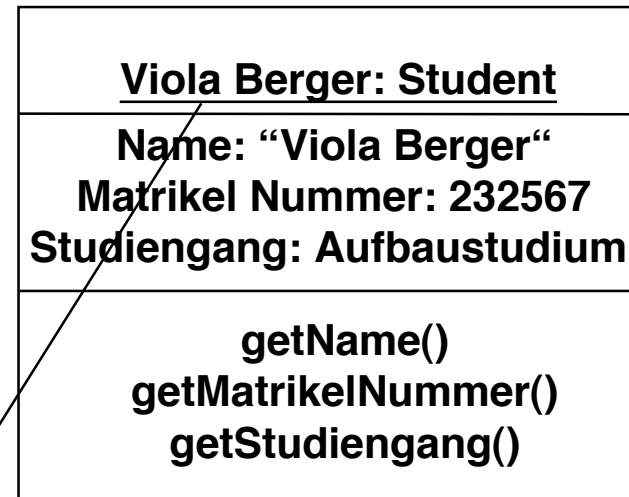 Viola Berger: Student
Name: “Viola Berger“
Matrikel Nummer: 232567
Studiengang: Aufbaustudium
getName()
getMatrikelNummer()
getStudiengang()